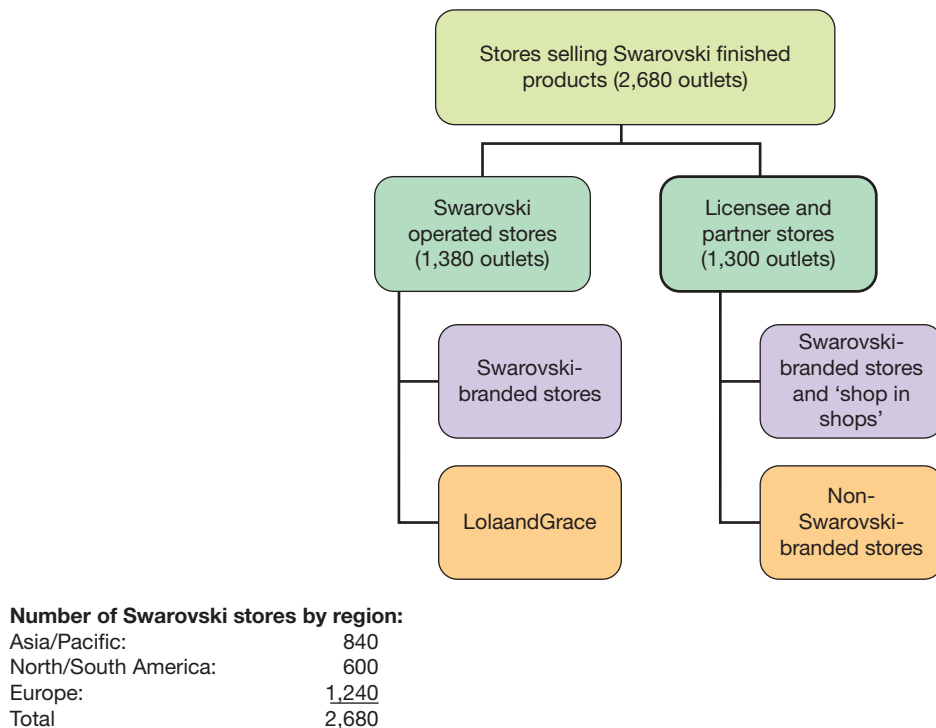 Stores selling Swarovski finished
products (2,680 outlets)
Swarovski
operated stores
(1,380 outlets)
Licensee and
partner stores
(1,300 outlets)
Swarovski-
branded stores
Swarovski-
branded stores
and ‘shop in
shops’
LolaandGrace
Non-
Swarovski-
branded stores
Number of Swarovski stores by region:
Asia/Pacific: 840
North/South America: 600
Europe: 1,240
Total 2,680